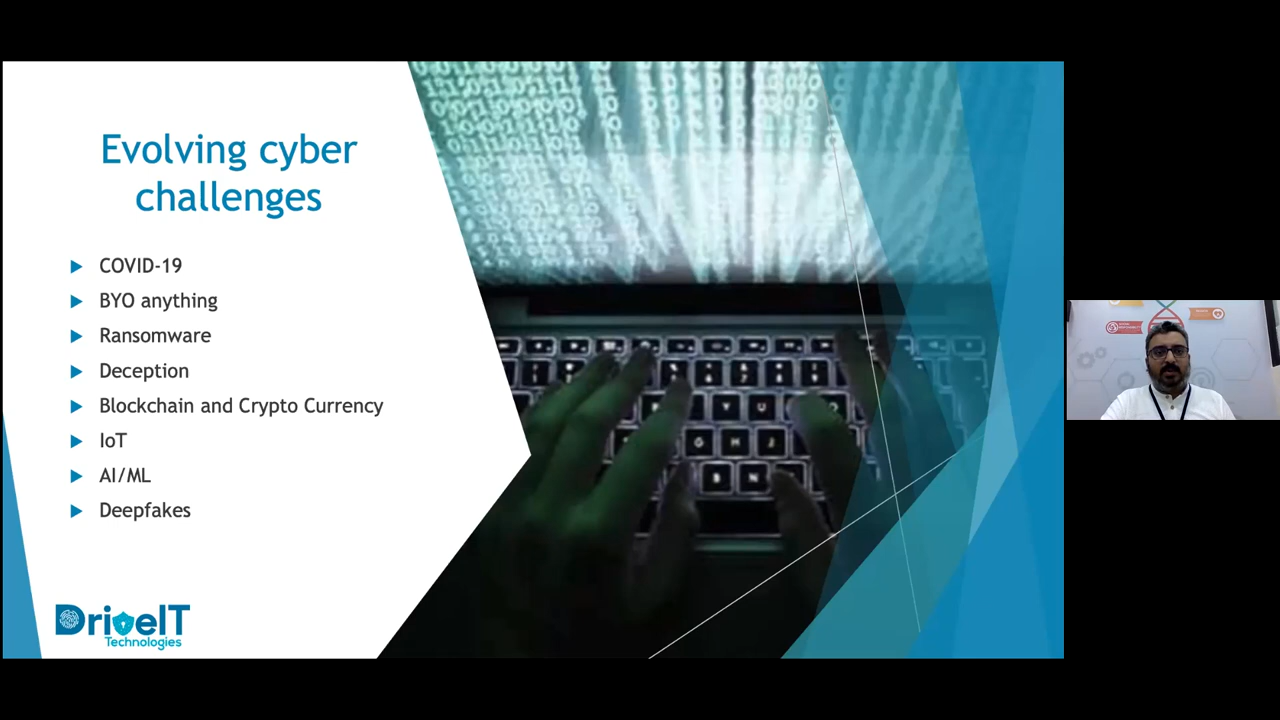 Evolving cyber
challenges
COVID-19
BYO anything
Ransomware
Deception
Blockchain and Crypto Currency
IoT
AI/ML
Deepfakes
DriveIT
Technologies